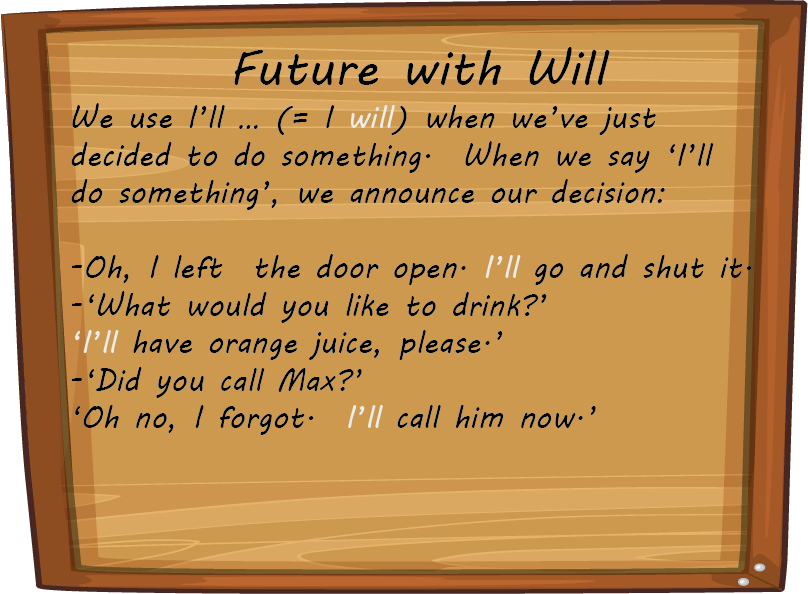 Future with Will
We use I'll ... (= I will) when we've just
decided to do something.  When we say 'I'll
do something', we announce our decision:
-Oh, I left  the door open. I'll go and shut it.
-'What would you like to drink?'
'I'll have orange juice, please.'
-'Did you call Max?'
'Oh no, I forgot.  I'll call him now.'